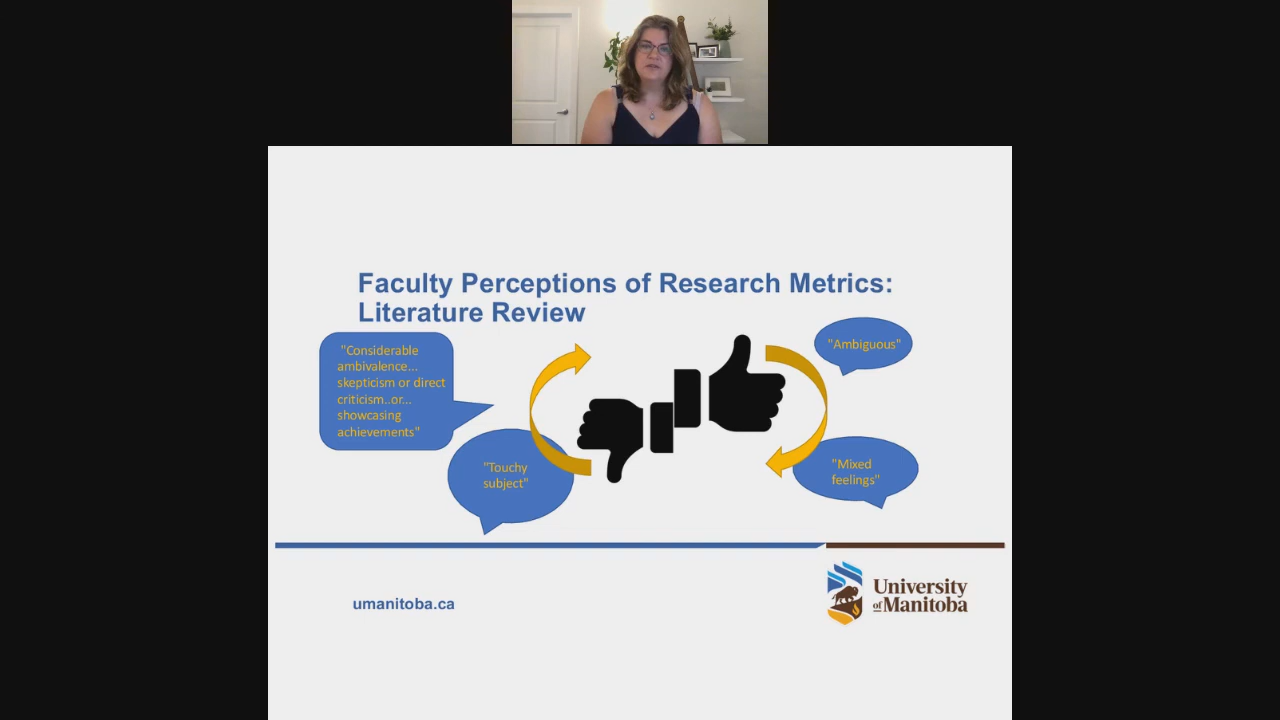 Faculty Perceptions of Research Metrics:
Literature Review
"Considerable
ambivalence...
skepticism or direct
criticism..or...
showcasing
achievements"
"Touchy
subject"
"Ambiguous"
"Mixed
feelings"
umanitoba.ca
University
of Manitoba